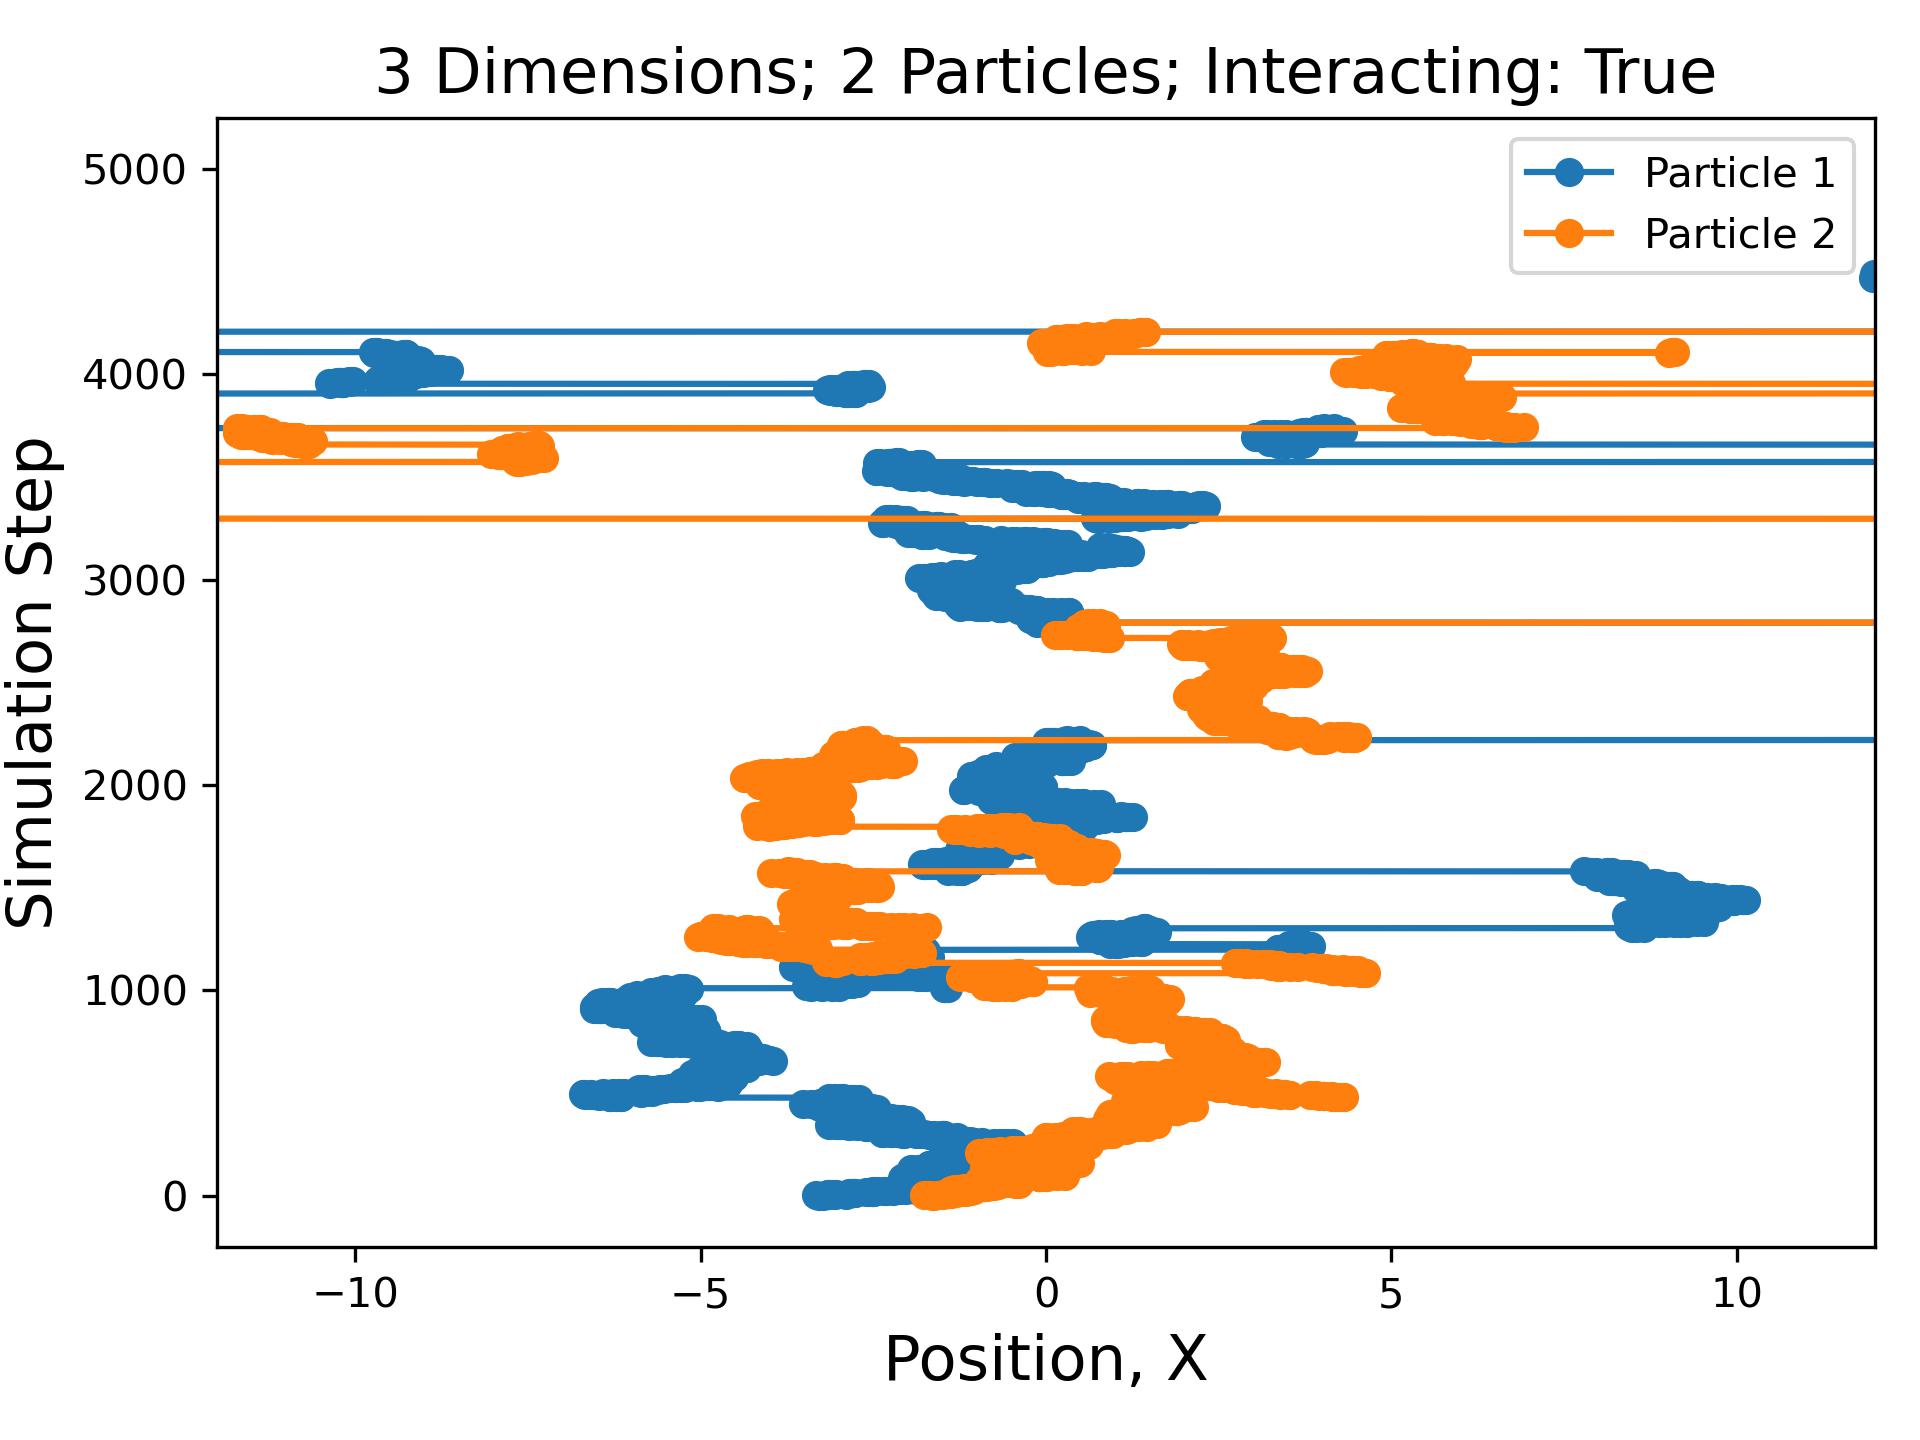 3 Dimensions; 2 Particles; Interacting: True
Particle 1
Particle 2
5000
4000
3000
2000
1000
0
Simulation Step
−10
−5
0
5
10
Position, X